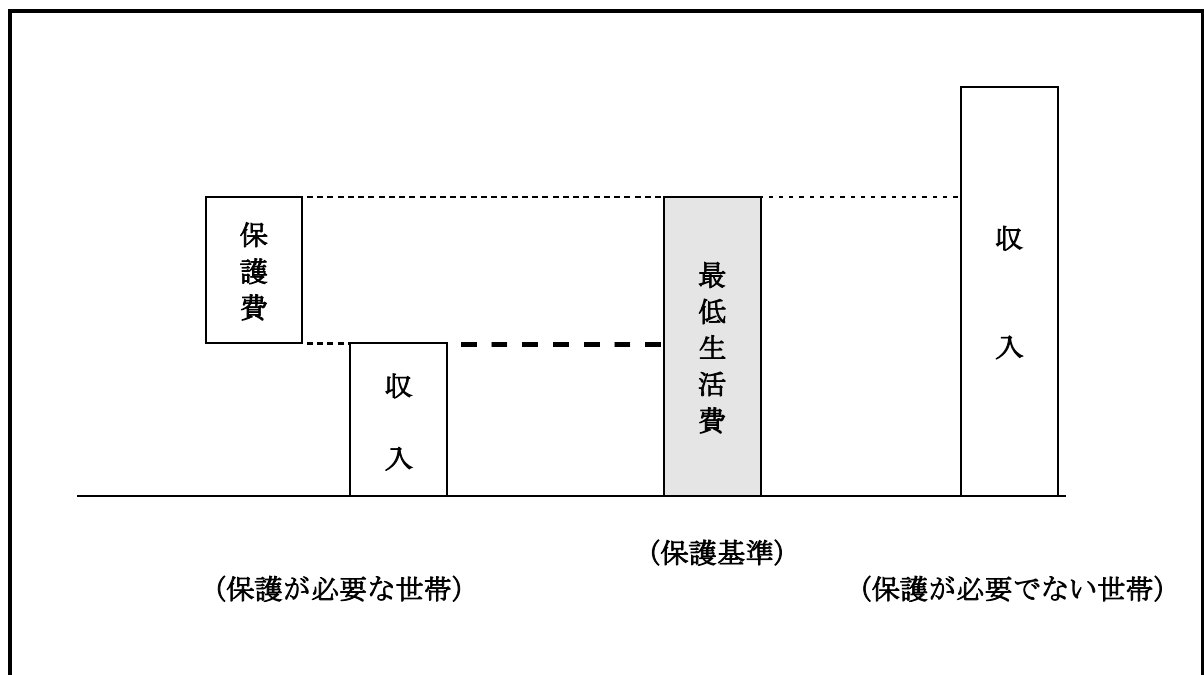 保護費
収入
最低生活費
収入
（保護基準）
（保護が必要な世帯）
（保護が必要でない世帯）